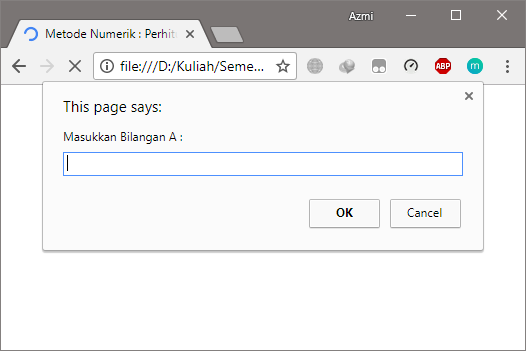 Azmi
Metode Numerik : Perhit
file:///D:/Kuliah/Seme...
ABP
m
This page says:
Masukkan Bilangan A :
OK
Cancel